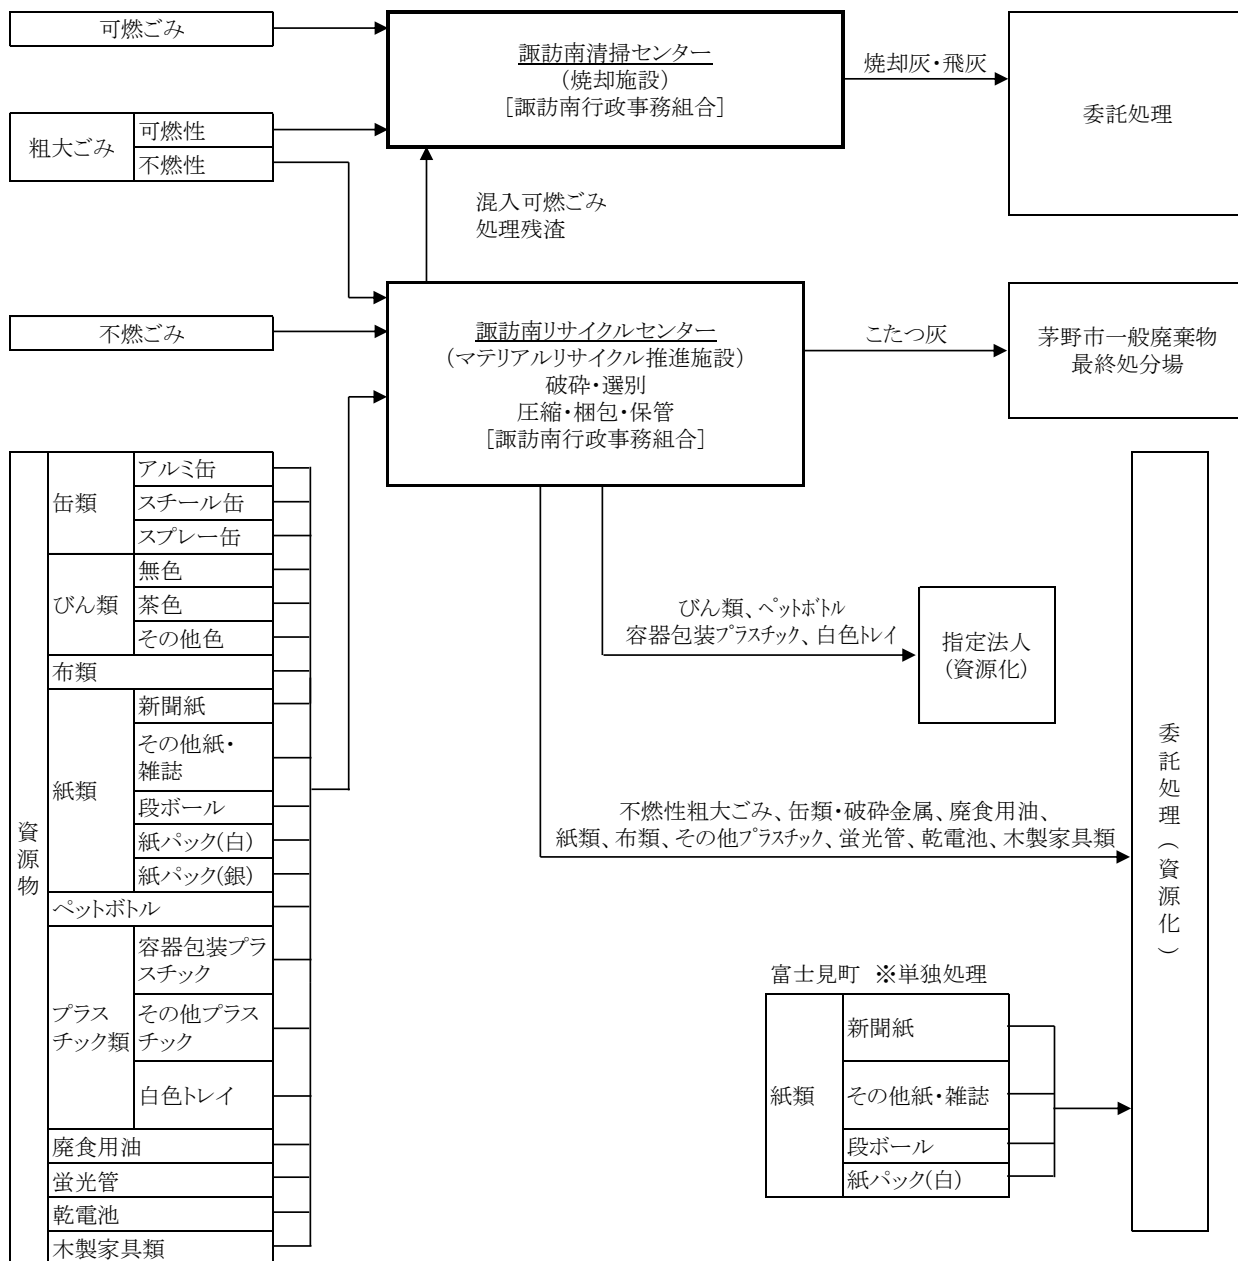 可燃ごみ
諏訪南清掃センター
(焼却施設)
[諏訪南行政事務組合]
焼却灰・飛灰
委託処理
粗大ごみ
可燃性
不燃性
混入可燃ごみ
処理残渣
不燃ごみ
諏訪南リサイクルセンター
(マテリアルリサイクル推進施設)
破砕・選別
圧縮・梱包・保管
[諏訪南行政事務組合]
こたつ灰
茅野市一般廃棄物
最終処分場
資源物
缶類
アルミ缶
スチール缶
スプレー缶
びん類
無色
茶色
その他色
布類
紙類
新聞紙
その他紙・
雑誌
段ボール
紙パック(白)
紙パック(銀)
ペットボトル
プラス
チック類
容器包装プラ
スチック
その他プラス
チック
白色トレイ
廃食用油
蛍光管
乾電池
木製家具類
びん類、ペットボトル
容器包装プラスチック、白色トレイ
指定法人
(資源化)
不燃性粗大ごみ、缶類・破砕金属、廃食用油、
紙類、布類、その他プラスチック、蛍光管、乾電池、木製家具類
委託処理(資源化)
富士見町 ※単独処理
紙類
新聞紙
その他紙・雑誌
段ボール
紙パック(白)